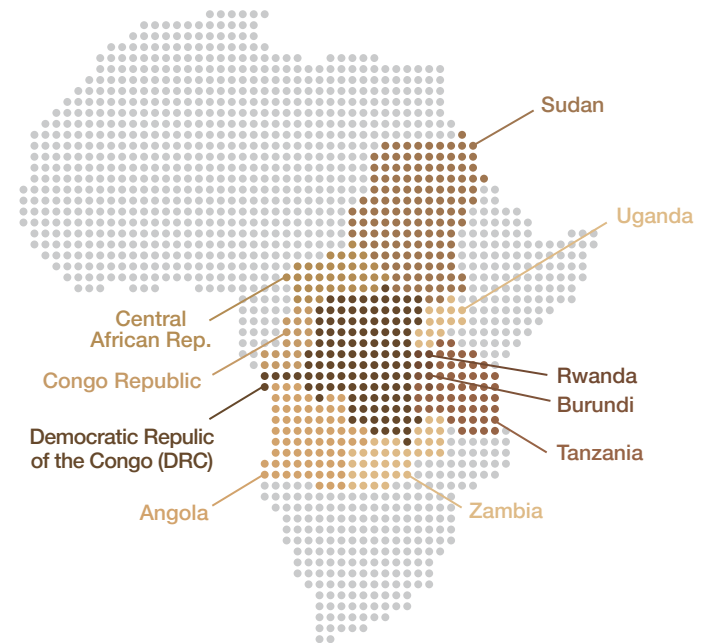 Sudan
Uganda
Central
African Rep.
Congo Republic
Rwanda
Burundi
Democratic Repulic
of the Congo (DRC)
Tanzania
Angola
Zambia